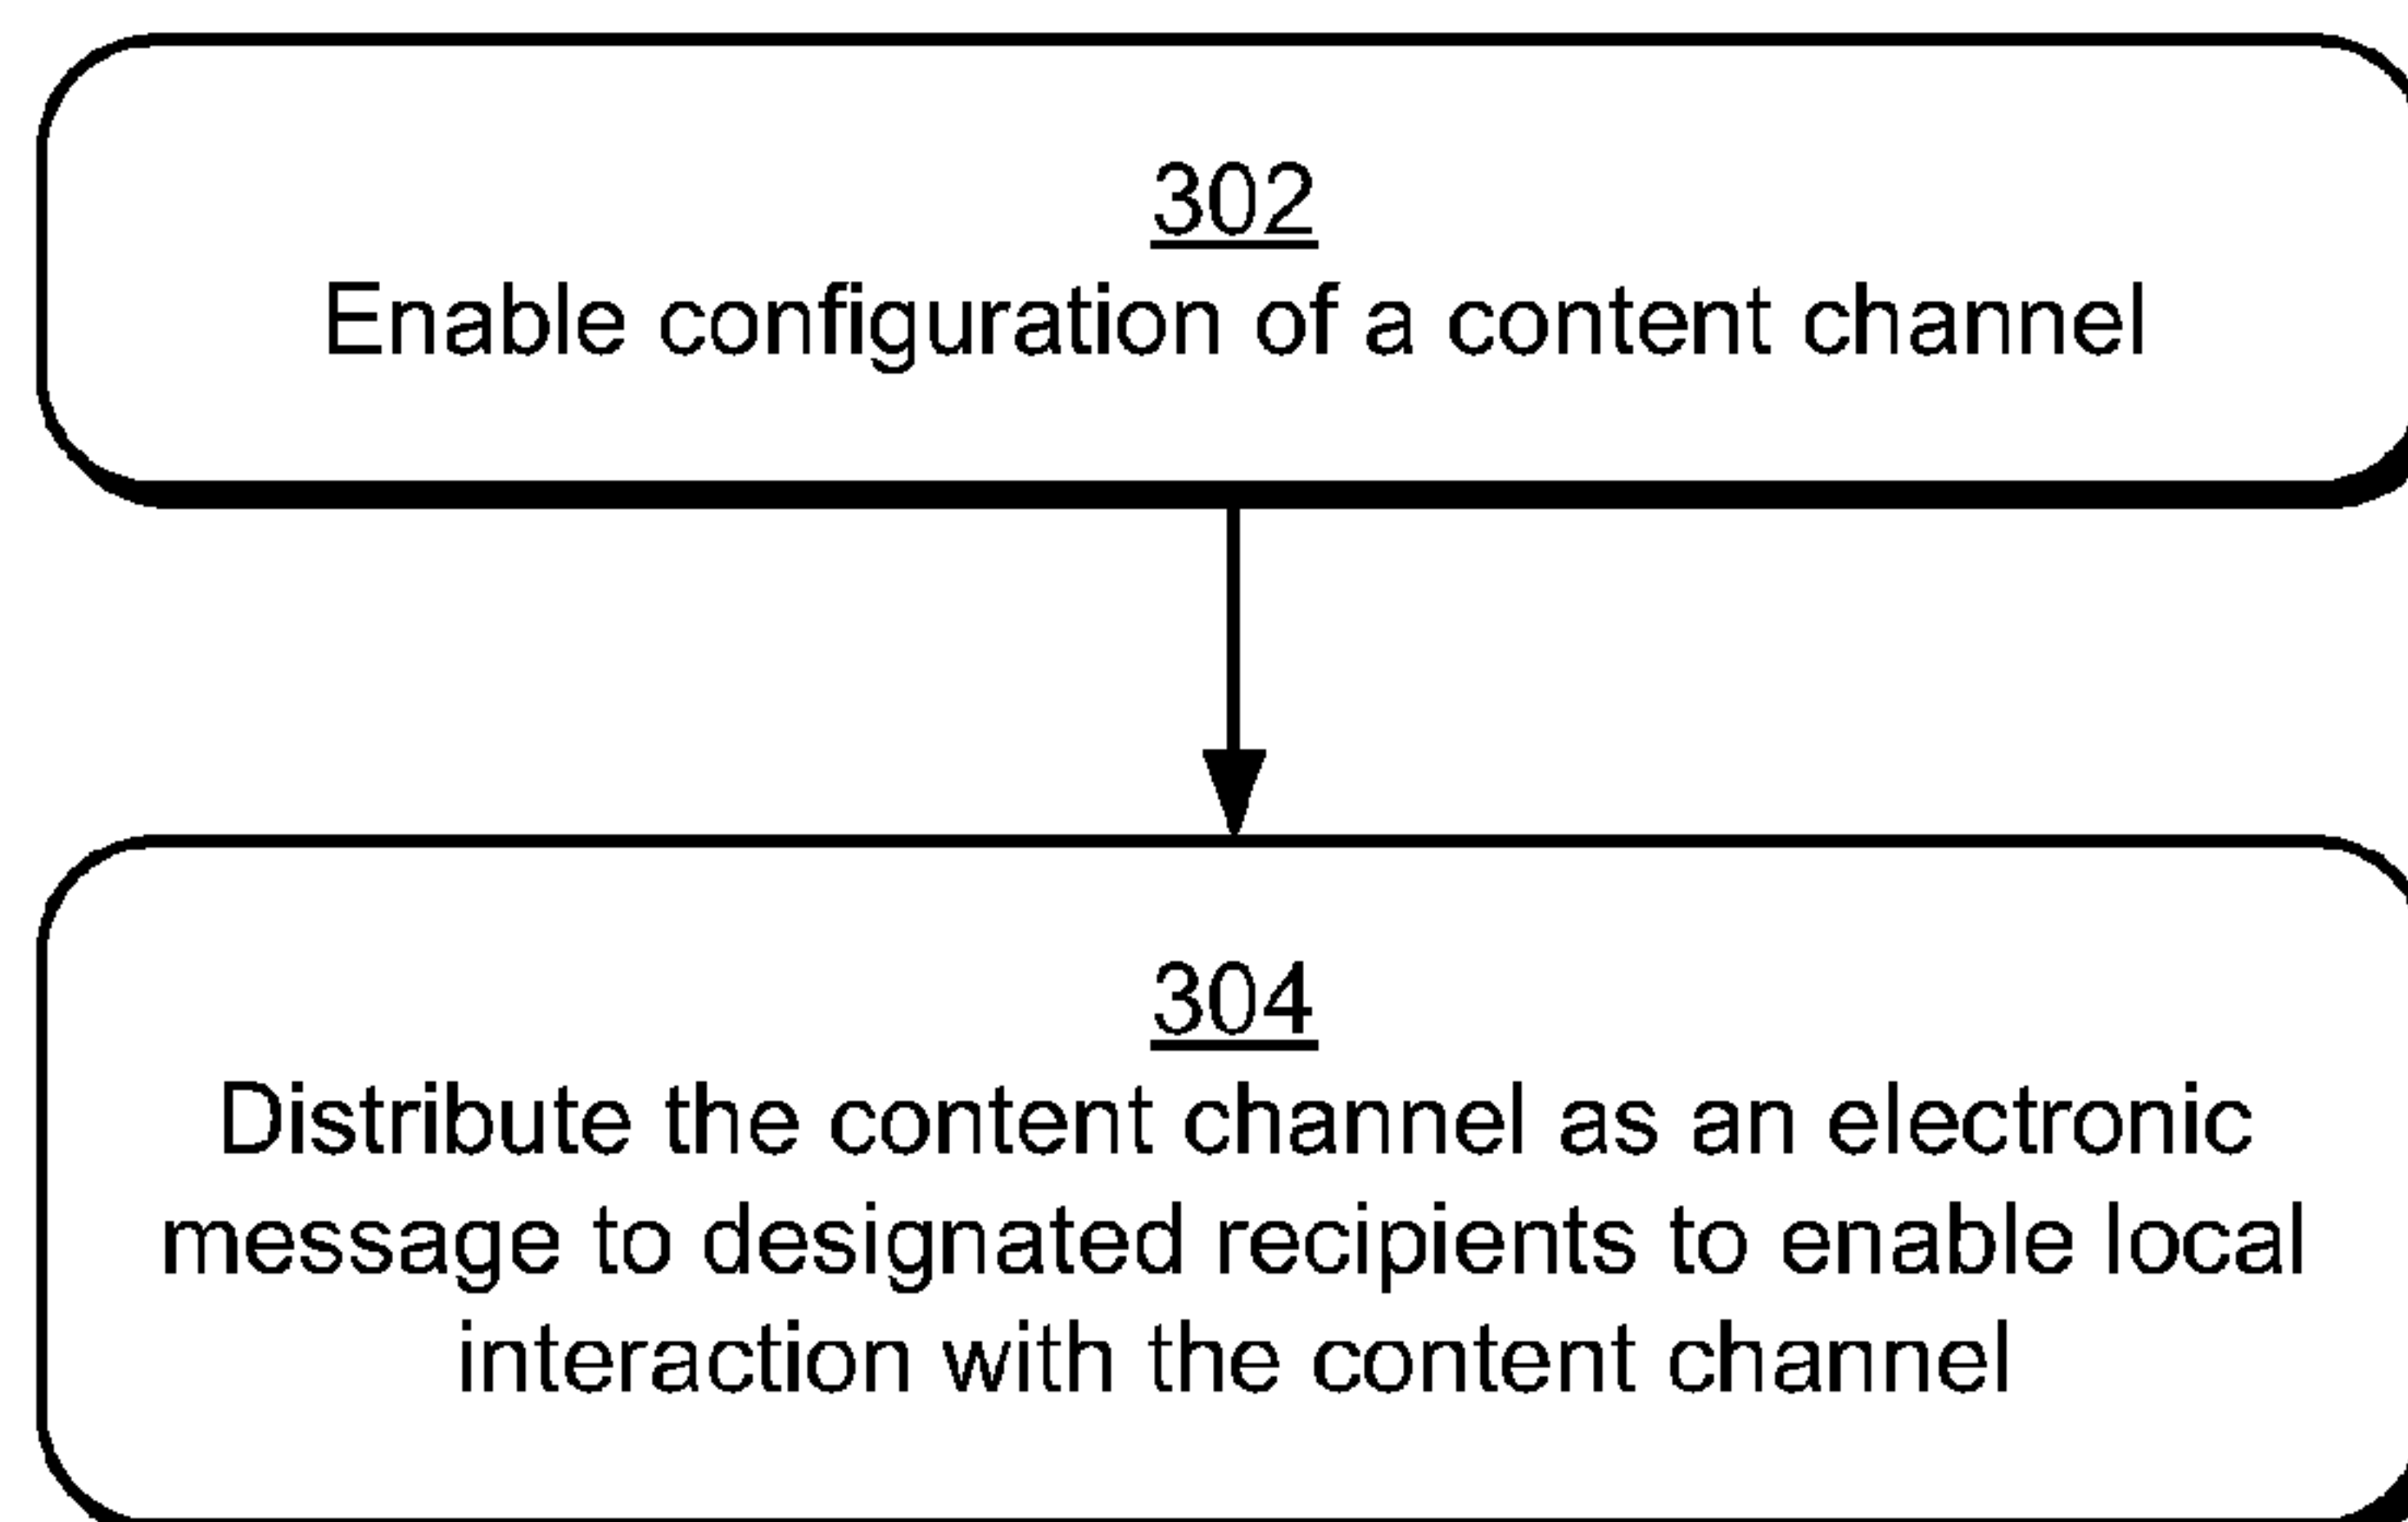 302
Enable configuration of a content channel
304
Distribute the content channel as an electronic
message to designated recipients to enable local
interaction with the content channel